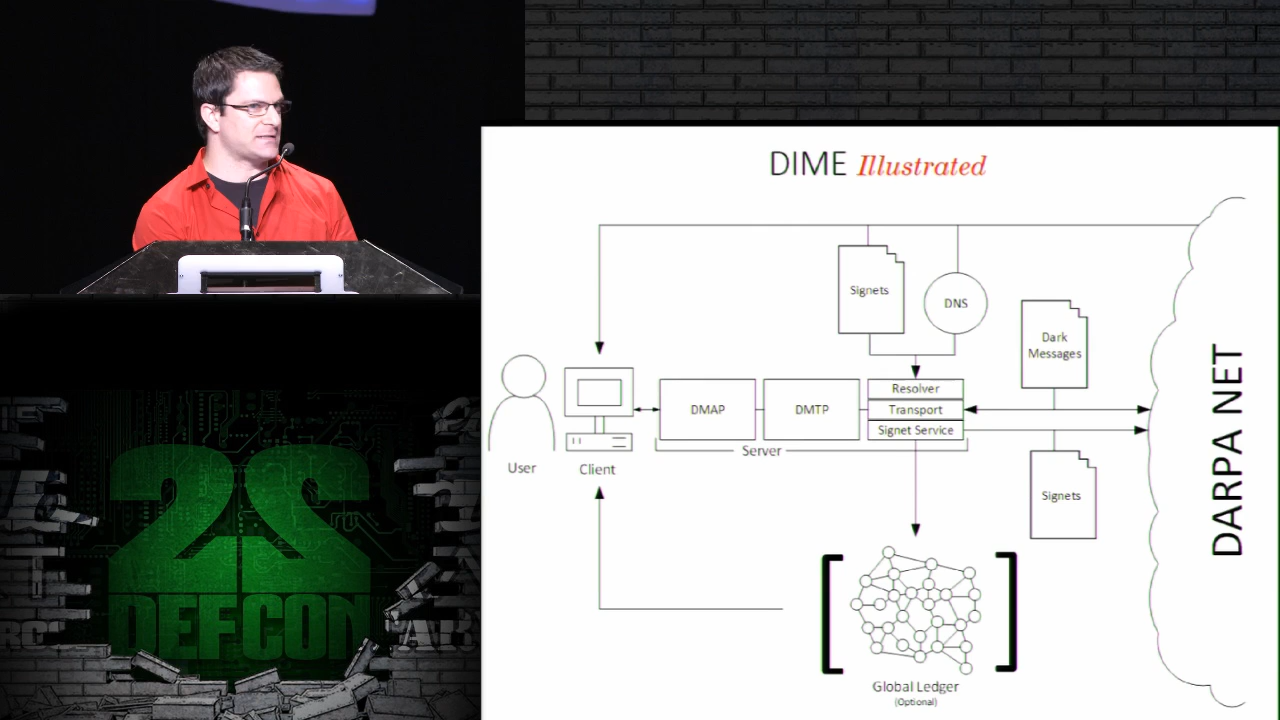 DIME Illustrated
Signets
DNS
Dark
Messages
Resolver
DMAP
DMTP
Transport
Signet Service
Server
User
Client
Signets
DARPA NET
Global Ledger
(Optional)
22
DEFCON